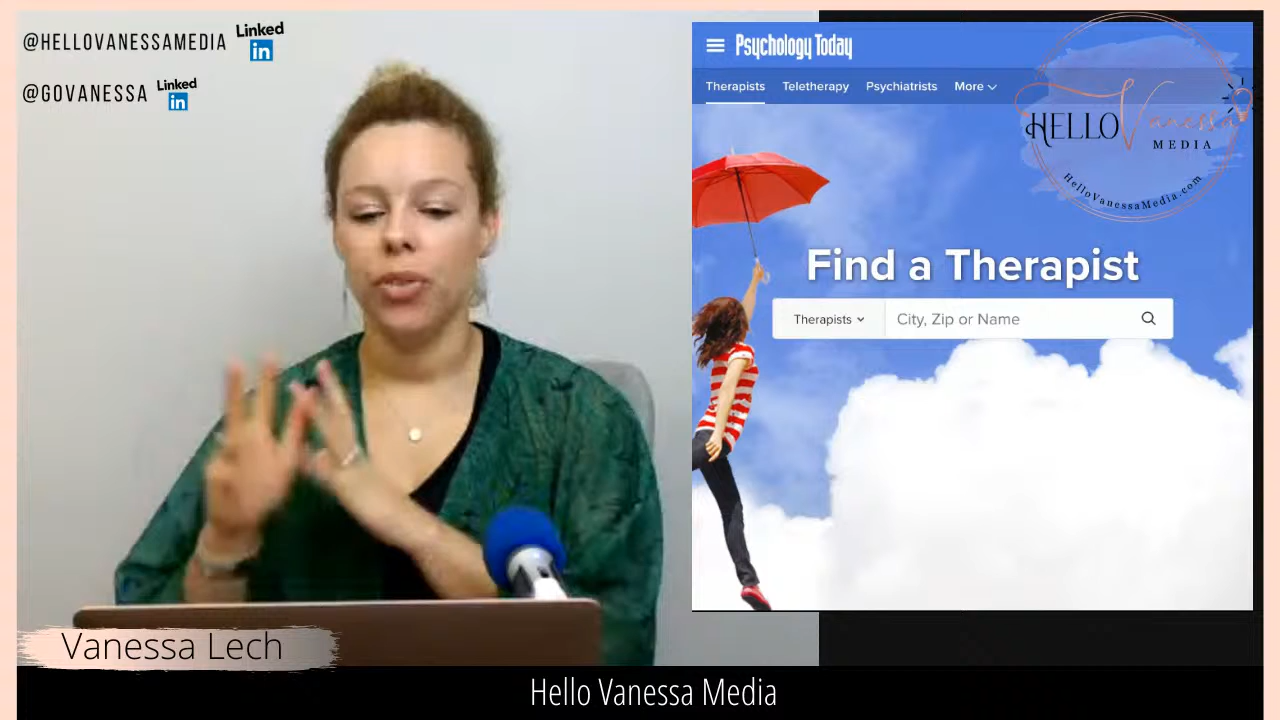 @HELLOVANESSAMEDIA Linked in
@GOVANESSA Linked in
Psychology Today
Therapists Teletherapy Psychiatrists More
HELLO Vanessa
MEDIA
HelloVanessaMedia.com
Find a Therapist
Therapists City, Zip or Name
Vanessa Lech
Hello Vanessa Media